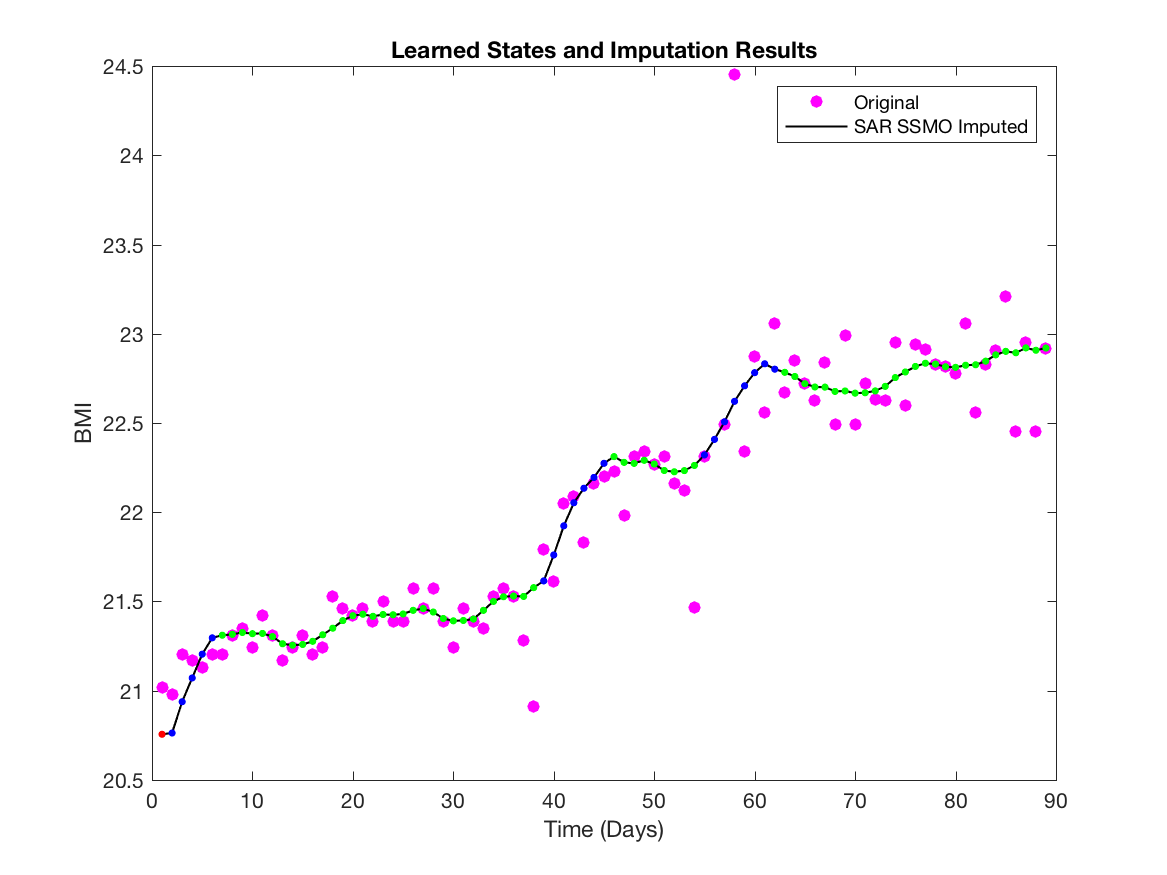 Learned States and Imputation Results
24.5
24
23.5
23
22.5
22
21.5
21
20.5
BMI
Original
SAR SSMO Imputed
0 10 20 30 40 50 60 70 80 90
Time (Days)